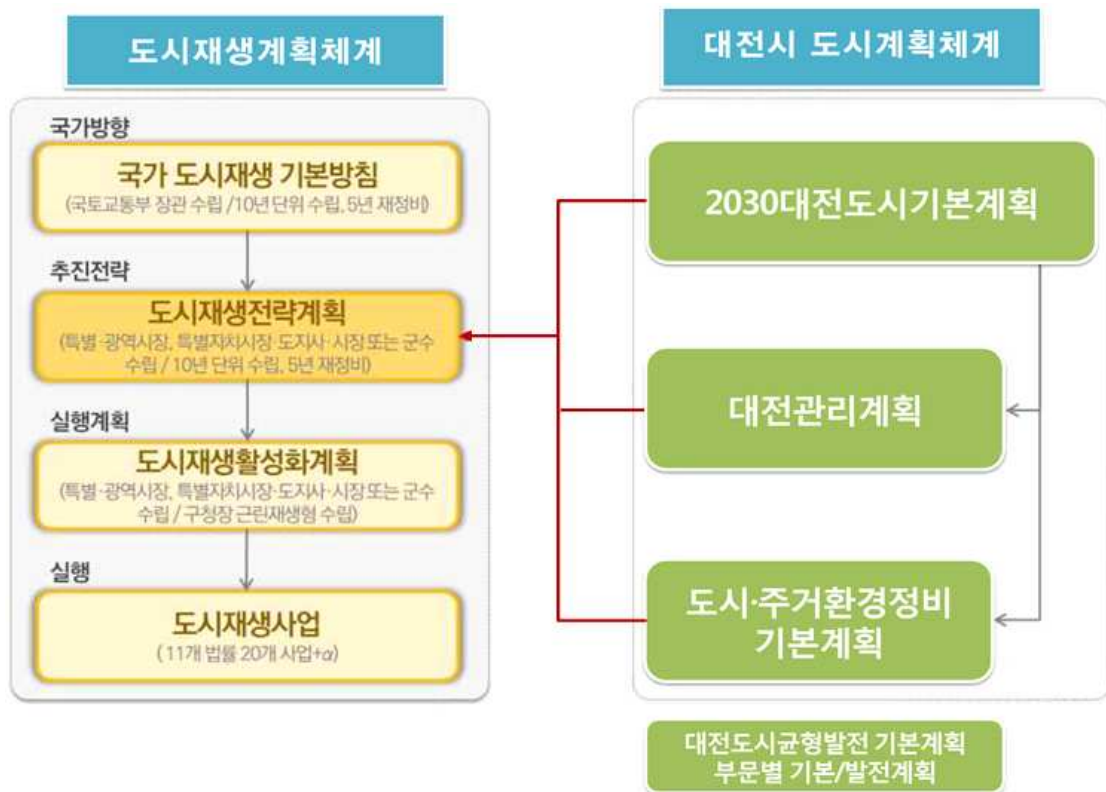 도시재생계획체계
국가방향
국가 도시재생 기본방침
(국토교통부 장관 수립 /10년 단위 수립, 5년 재정비)
추진전략
도시재생전략계획
(특별·광역시장, 특별자치시장·도지사·시장 또는 군수
수립 / 10년 단위 수립, 5년 재정비)
실행계획
도시재생활성화계획
(특별·광역시장, 특별자치시장·도지사·시장 또는 군수
수립 / 구청장 근린재생형 수립)
실행
도시재생사업
( 11개 법률 20개 사업+α)
대전시 도시계획체계
2030대전도시기본계획
대전관리계획
도시·주거환경정비
기본계획
대전도시균형발전 기본계획
부문별 기본/발전계획